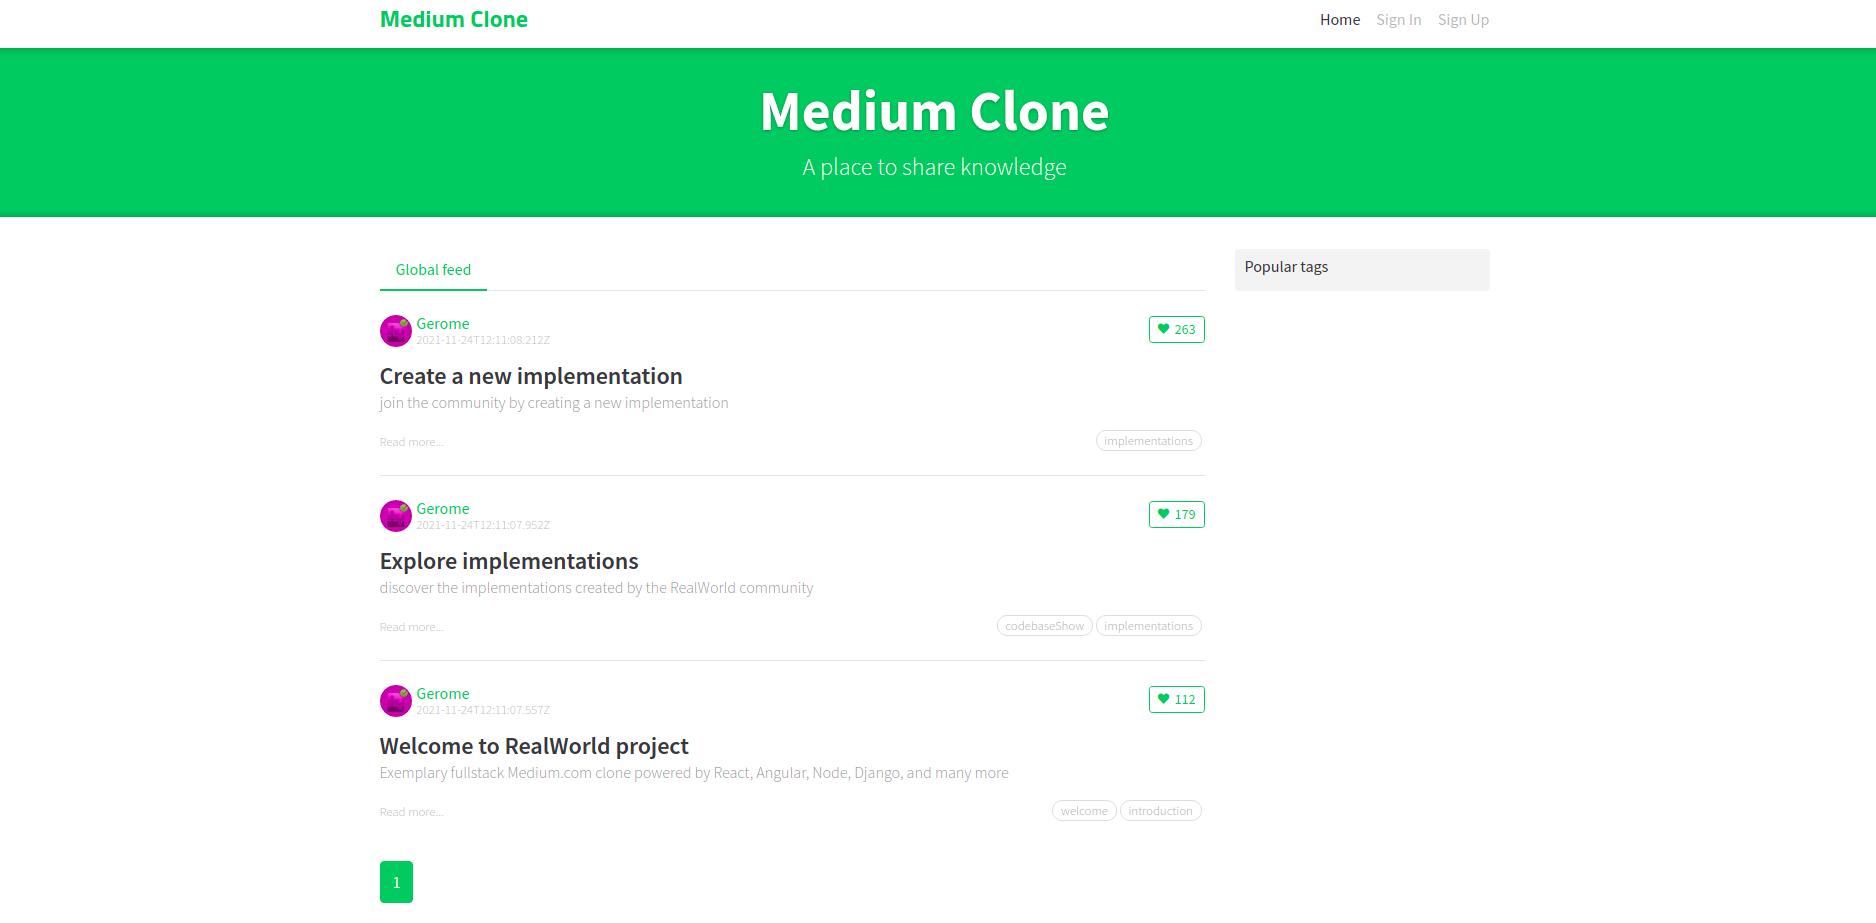 Medium Clone
Home Sign In Sign Up
Medium Clone
A place to share knowledge
Global feed
Popular tags
Gerome
2021-11-24T12:11:08.212Z
263
Create a new implementation
join the community by creating a new implementation
Read more...
implementations
Gerome
2021-11-24T12:11:07.952Z
179
Explore implementations
discover the implementations created by the RealWorld community
Read more...
codebaseShow implementations
Gerome
2021-11-24T12:11:07.557Z
112
Welcome to RealWorld project
Exemplary fullstack Medium.com clone powered by React, Angular, Node, Django, and many more
Read more...
welcome introduction
1